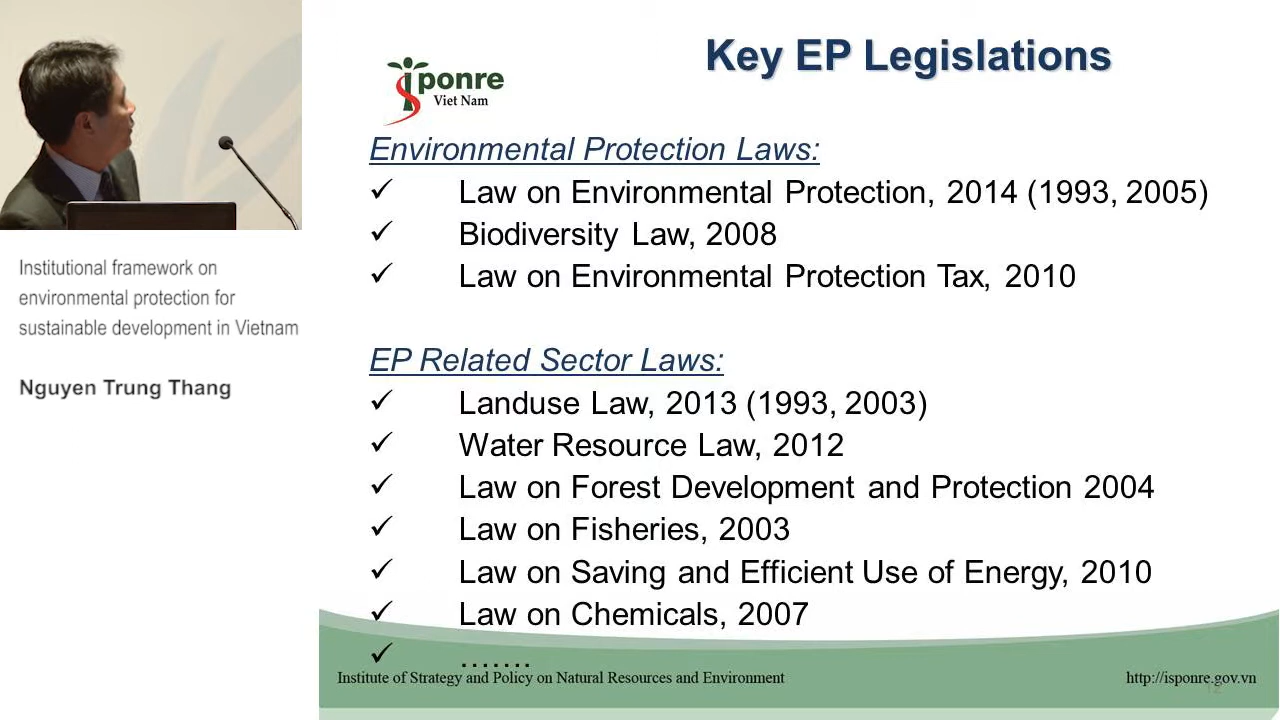 Key EP Legislations
isponre
Viet Nam
Environmental Protection Laws:
✓ Law on Environmental Protection, 2014 (1993, 2005)
✓ Biodiversity Law, 2008
✓ Law on Environmental Protection Tax, 2010
EP Related Sector Laws:
✓ Landuse Law, 2013 (1993, 2003)
✓ Water Resource Law, 2012
✓ Law on Forest Development and Protection 2004
✓ Law on Fisheries, 2003
✓ Law on Saving and Efficient Use of Energy, 2010
✓ Law on Chemicals, 2007
✓ …….
Institute of Strategy and Policy on Natural Resources and Environment
http://isponre.gov.vn
12
Institutional framework on
environmental protection for
sustainable development in Vietnam
Nguyen Trung Thang